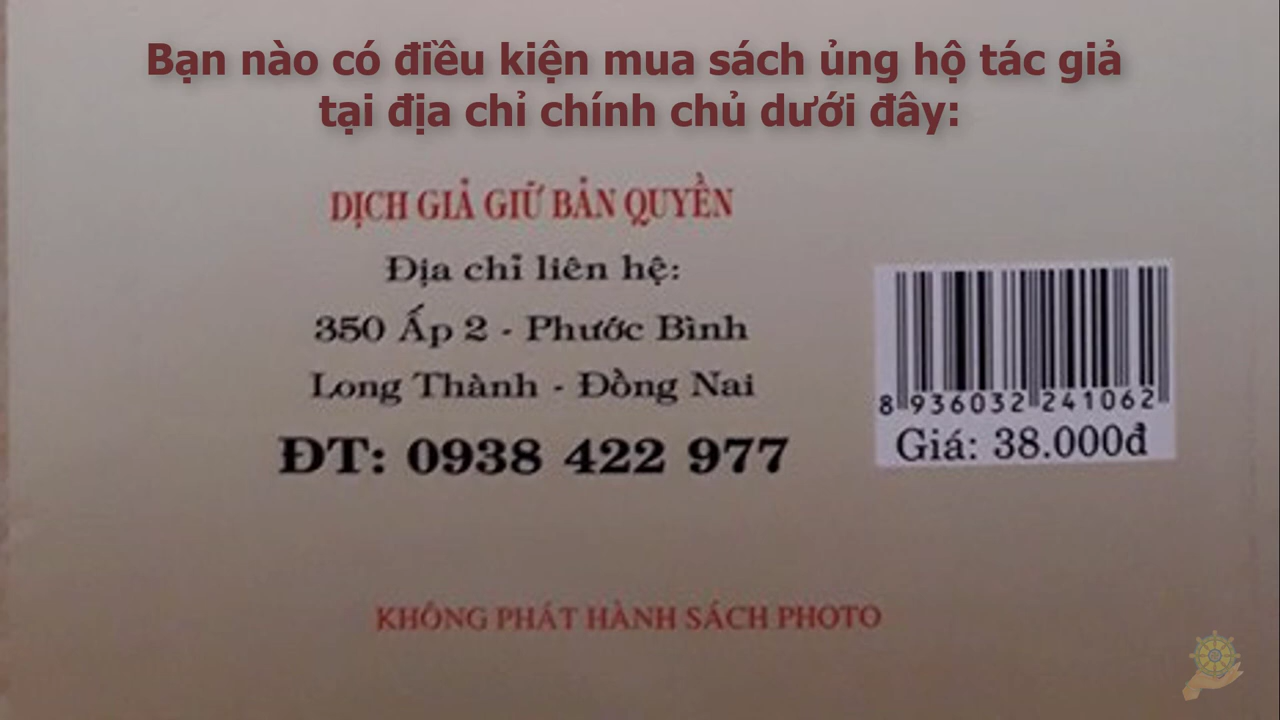 Bạn nào có điều kiện mua sách ủng hộ tác giả
tại địa chỉ chính chủ dưới đây:
DỊCH GIẢ GIỮ BẢN QUYỀN
Địa chỉ liên hệ:
350 Ấp 2 - Phước Bình
Long Thành - Đồng Nai
ĐT: 0938 422 977
8 936032 241062
Giá: 38.000đ
KHÔNG PHÁT HÀNH SÁCH PHOTO